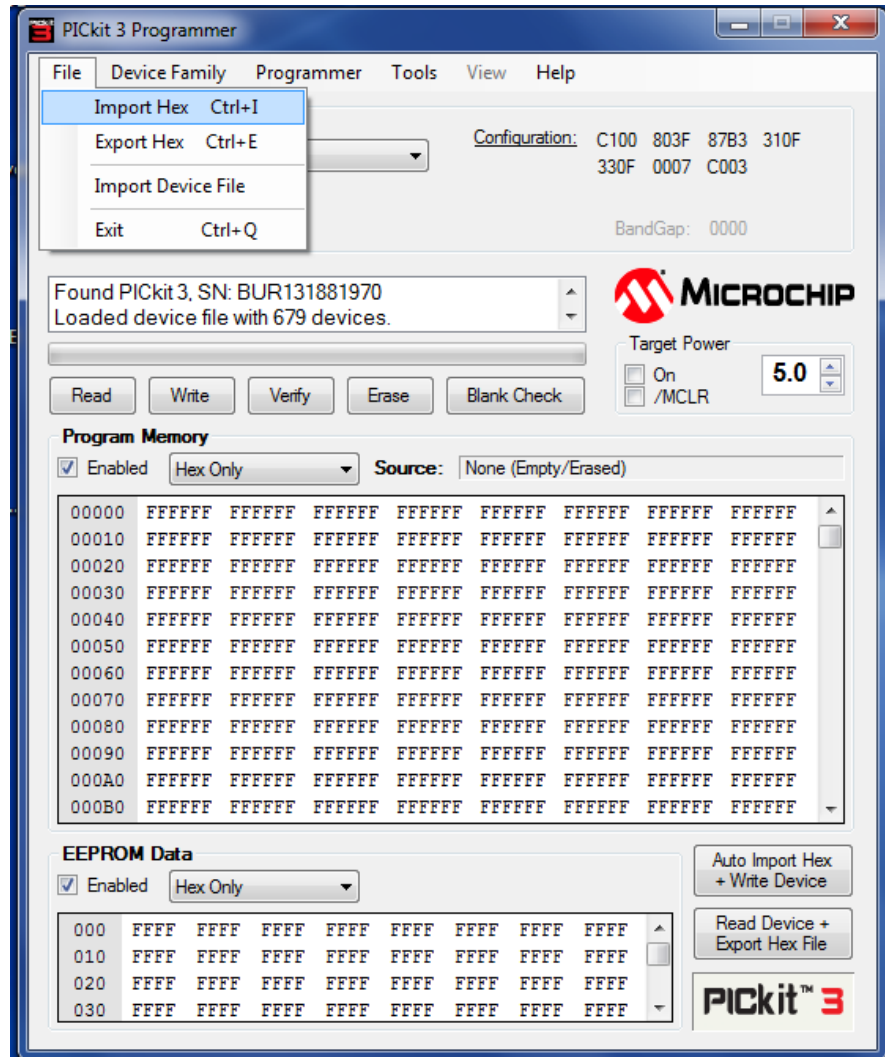 PICkit 3 Programmer
File Device Family Programmer Tools View Help
Import Hex Ctrl+I
Export Hex Ctrl+E
Import Device File
Exit Ctrl+Q
Configuration: C100 803F 87B3 310F
330F 0007 C003
BandGap: 0000
Found PICkit 3, SN: BUR131881970
Loaded device file with 679 devices.
MICROCHIP
Target Power
On
/MCLR
5.0
Read Write Verify Erase Blank Check
Program Memory
Enabled Hex Only Source: None (Empty/Erased)
00000 FFFFFF FFFFFF FFFFFF FFFFFF FFFFFF FFFFFF FFFFFF FFFFFF
00010 FFFFFF FFFFFF FFFFFF FFFFFF FFFFFF FFFFFF FFFFFF FFFFFF
00020 FFFFFF FFFFFF FFFFFF FFFFFF FFFFFF FFFFFF FFFFFF FFFFFF
00030 FFFFFF FFFFFF FFFFFF FFFFFF FFFFFF FFFFFF FFFFFF FFFFFF
00040 FFFFFF FFFFFF FFFFFF FFFFFF FFFFFF FFFFFF FFFFFF FFFFFF
00050 FFFFFF FFFFFF FFFFFF FFFFFF FFFFFF FFFFFF FFFFFF FFFFFF
00060 FFFFFF FFFFFF FFFFFF FFFFFF FFFFFF FFFFFF FFFFFF FFFFFF
00070 FFFFFF FFFFFF FFFFFF FFFFFF FFFFFF FFFFFF FFFFFF FFFFFF
00080 FFFFFF FFFFFF FFFFFF FFFFFF FFFFFF FFFFFF FFFFFF FFFFFF
00090 FFFFFF FFFFFF FFFFFF FFFFFF FFFFFF FFFFFF FFFFFF FFFFFF
000A0 FFFFFF FFFFFF FFFFFF FFFFFF FFFFFF FFFFFF FFFFFF FFFFFF
000B0 FFFFFF FFFFFF FFFFFF FFFFFF FFFFFF FFFFFF FFFFFF FFFFFF
EEPROM Data
Enabled Hex Only
000 FFFF FFFF FFFF FFFF FFFF FFFF FFFF FFFF
010 FFFF FFFF FFFF FFFF FFFF FFFF FFFF FFFF
020 FFFF FFFF FFFF FFFF FFFF FFFF FFFF FFFF
030 FFFF FFFF FFFF FFFF FFFF FFFF FFFF FFFF
Auto Import Hex
+ Write Device
Read Device +
Export Hex File
PICkit™ 3